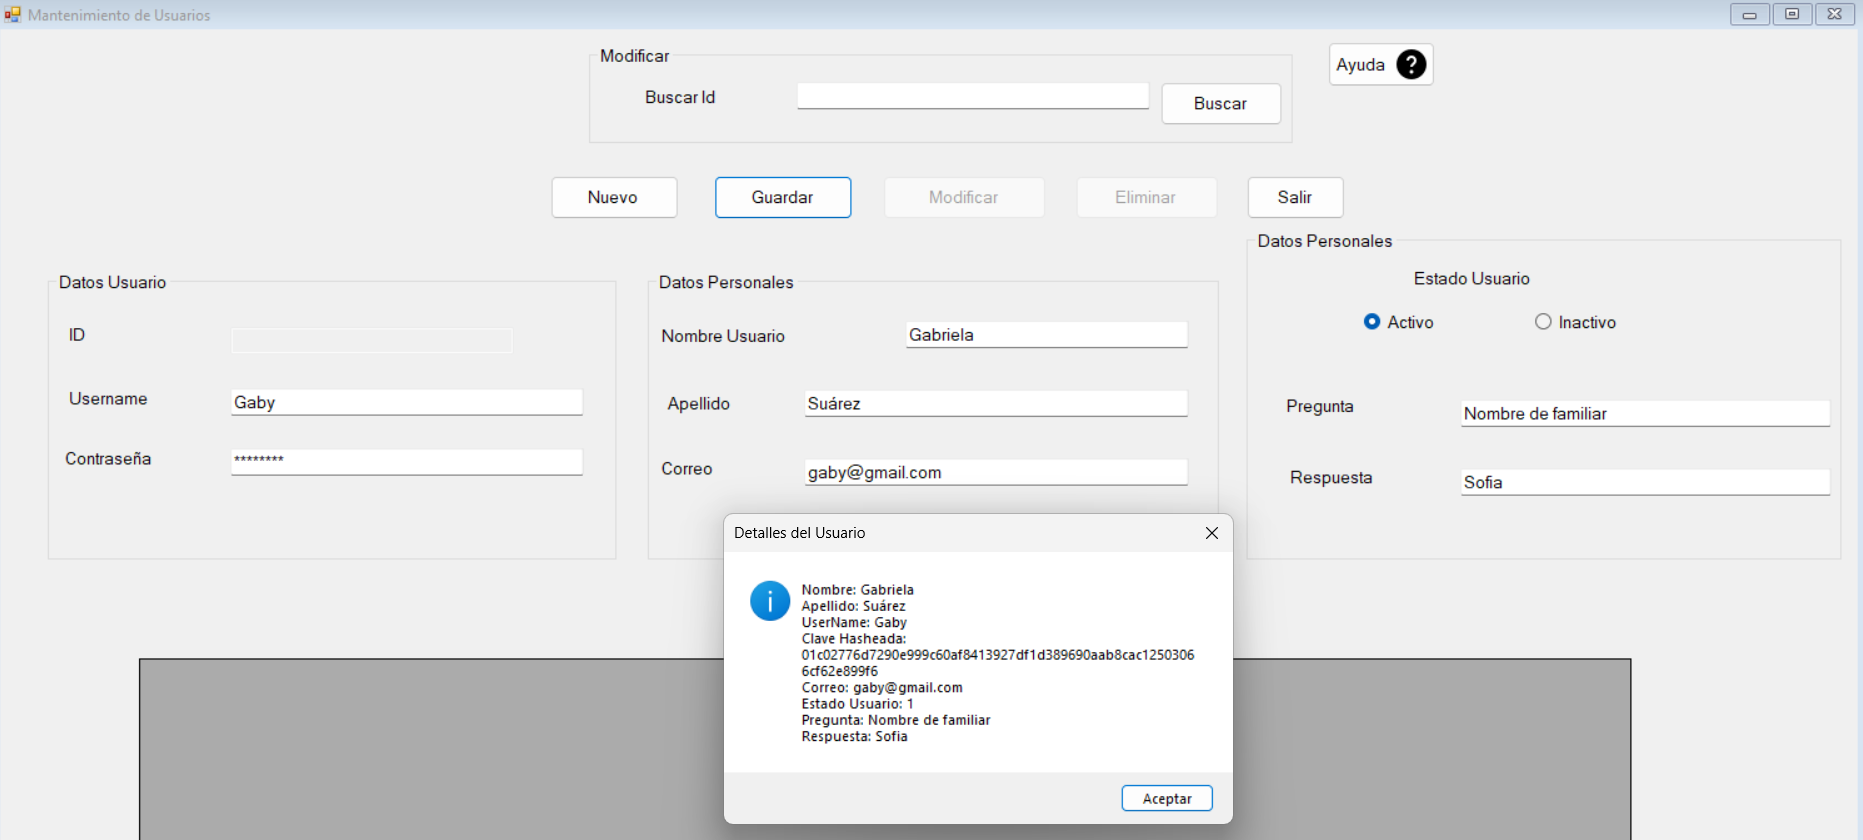 Mantenimiento de Usuarios
Modificar
Buscar Id
Buscar
Ayuda ?
Nuevo
Guardar
Modificar
Eliminar
Salir
Datos Usuario
ID
Username
Gaby
Contraseña
********
Datos Personales
Nombre Usuario
Gabriela
Apellido
Suárez
Correo
gaby@gmail.com
Datos Personales
Estado Usuario
Activo
Inactivo
Pregunta
Nombre de familiar
Respuesta
Sofia
Detalles del Usuario
Nombre: Gabriela
Apellido: Suárez
UserName: Gaby
Clave Hasheada:
01c02776d7290e999c60af8413927df1d389690aab8cac1250306
6cf62e899f6
Correo: gaby@gmail.com
Estado Usuario: 1
Pregunta: Nombre de familiar
Respuesta: Sofia
Aceptar